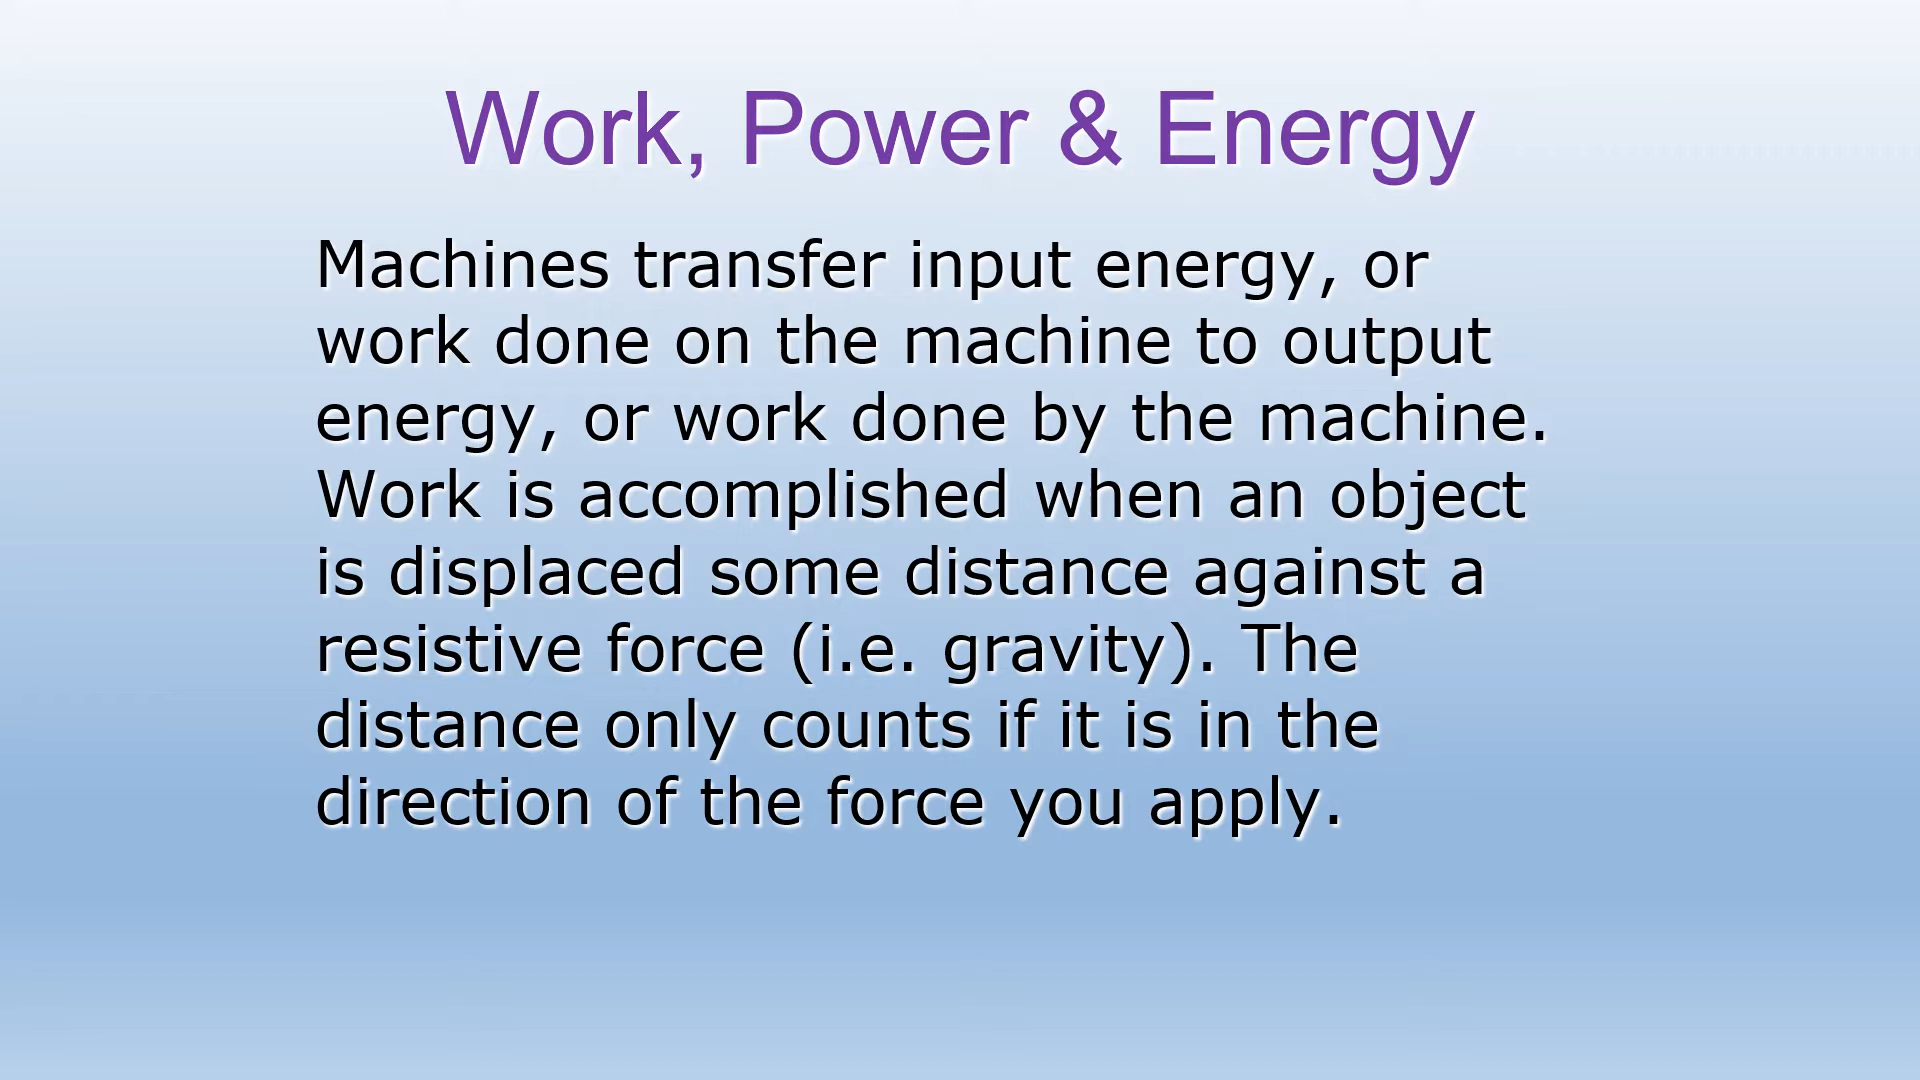 Work, Power & Energy
Machines transfer input energy, or
work done on the machine to output
energy, or work done by the machine.
Work is accomplished when an object
is displaced some distance against a
resistive force (i.e. gravity). The
distance only counts if it is in the
direction of the force you apply.